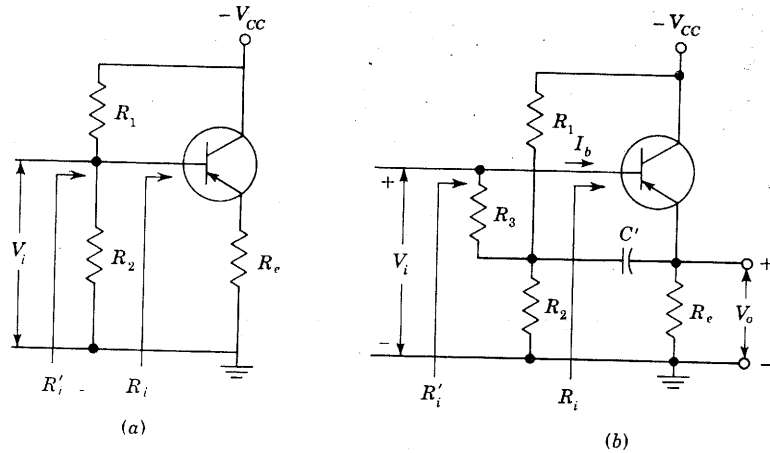 −V_CC
R_1
R_2
V_i
R_e
R'_i
R_i
(a)
−V_CC
R_1
I_b
+
R_3
C'
V_i
+
R_2
R_e
V_o
−
−
R'_i
R_i
(b)